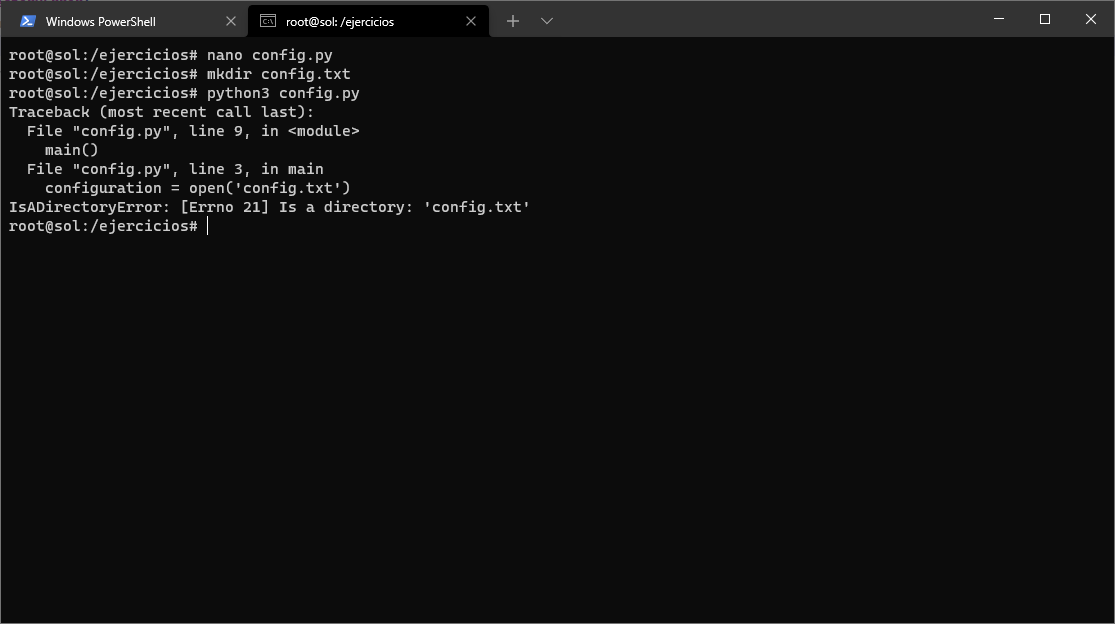 Windows PowerShell
root@sol: /ejercicios
root@sol:/ejercicios# nano config.py
root@sol:/ejercicios# mkdir config.txt
root@sol:/ejercicios# python3 config.py
Traceback (most recent call last):
  File "config.py", line 9, in <module>
    main()
  File "config.py", line 3, in main
    configuration = open('config.txt')
IsADirectoryError: [Errno 21] Is a directory: 'config.txt'
root@sol:/ejercicios#